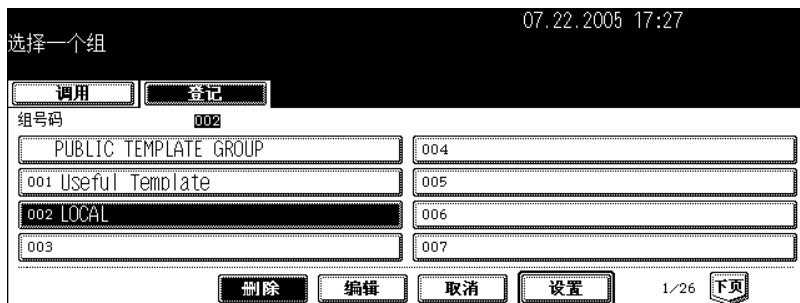 07.22.2005 17:27
选择一个组
调用 登记
组号码 002
PUBLIC TEMPLATE GROUP 004
001 Useful Template 005
002 LOCAL 006
003 007
删除 编辑 取消 设置 1/26 下页